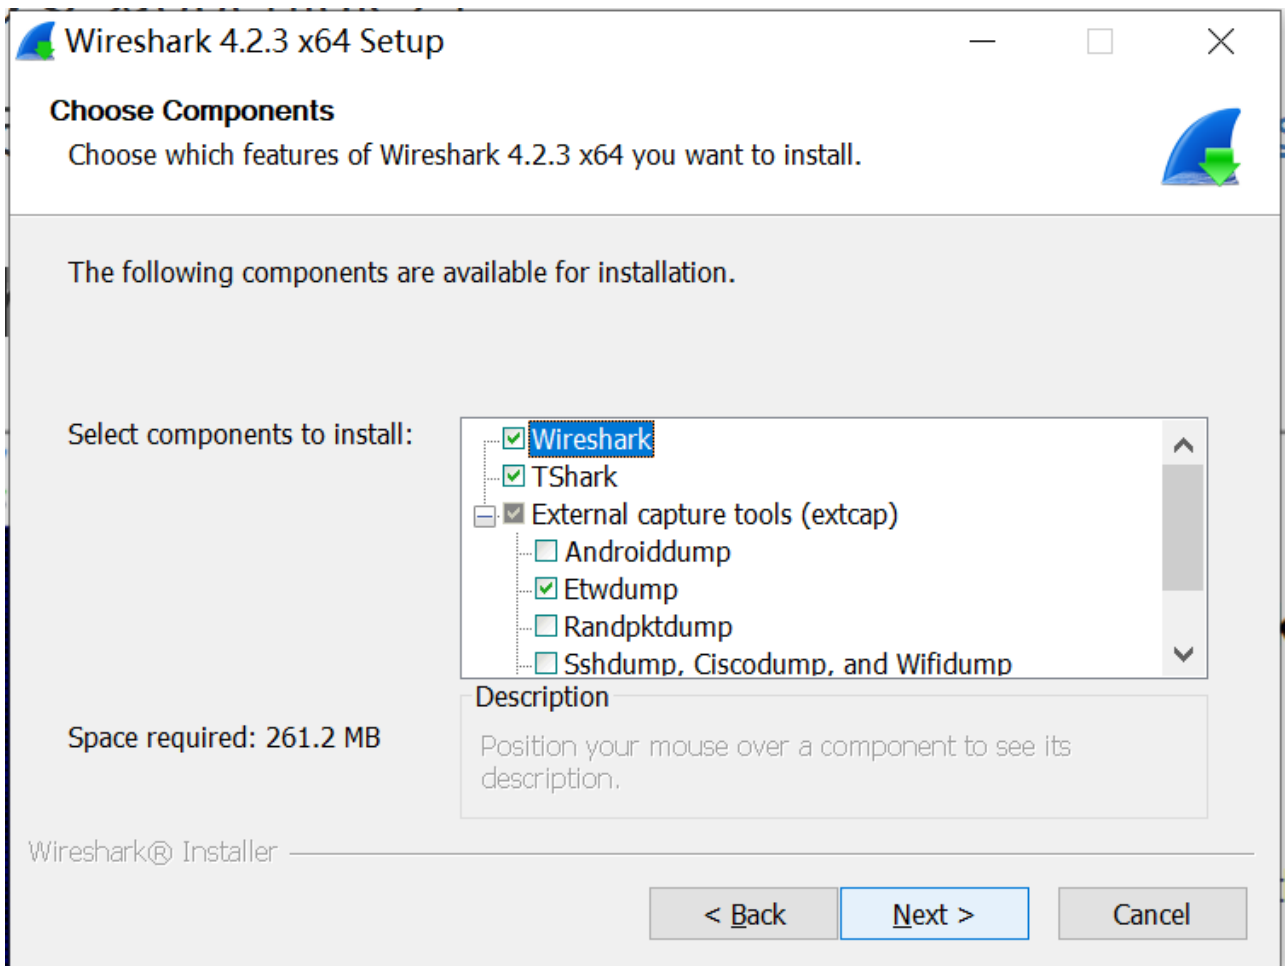 Wireshark 4.2.3 x64 Setup
Choose Components
Choose which features of Wireshark 4.2.3 x64 you want to install.
The following components are available for installation.
Select components to install:
Wireshark
TShark
External capture tools (extcap)
Androiddump
Etwdump
Randpktdump
Sshdump, Ciscodump, and Wifidump
Space required: 261.2 MB
Description
Position your mouse over a component to see its
description.
Wireshark® Installer
< Back
Next >
Cancel